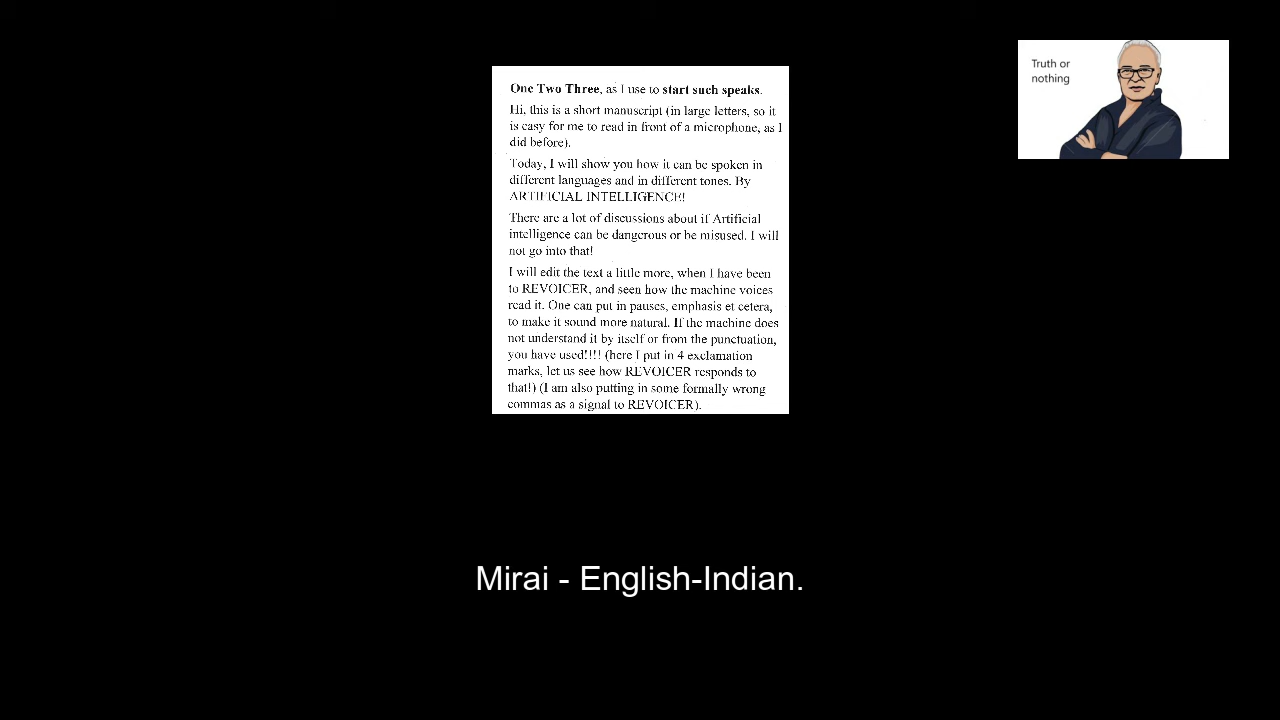 One Two Three, as I use to start such speaks.
Hi, this is a short manuscript (in large letters, so it
is easy for me to read in front of a microphone, as I
did before).
Today, I will show you how it can be spoken in
different languages and in different tones. By
ARTIFICIAL INTELLIGENCE!
There are a lot of discussions about if Artificial
intelligence can be dangerous or be misused. I will
not go into that!
I will edit the text a little more, when I have been
to REVOICER, and seen how the machine voices
read it. One can put in pauses, emphasis et cetera,
to make it sound more natural. If the machine does
not understand it by itself or from the punctuation,
you have used!!!! (here I put in 4 exclamation
marks, let us see how REVOICER responds to
that!) (I am also putting in some formally wrong
commas as a signal to REVOICER).
Truth or
nothing
Mirai - English-Indian.